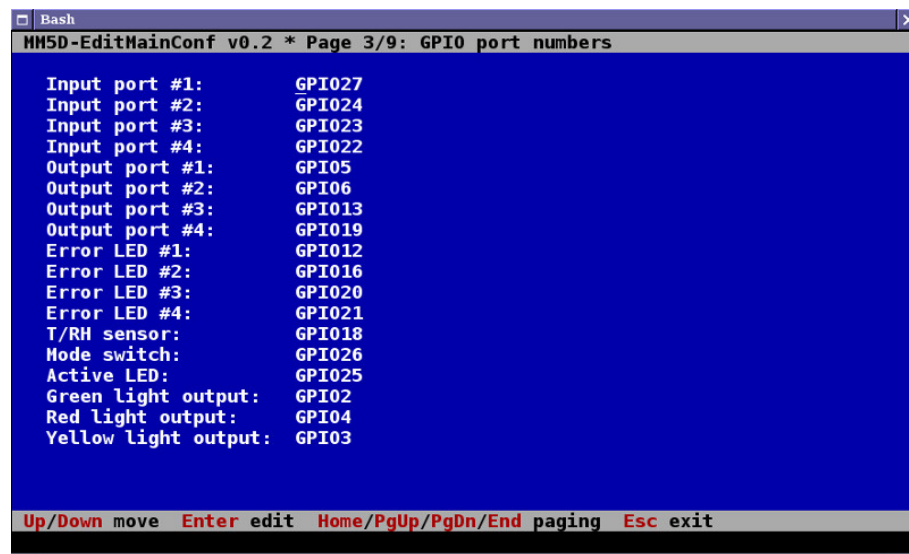 Bash
MM5D-EditMainConf v0.2 * Page 3/9: GPIO port numbers
Input port #1: GPIO27
Input port #2: GPIO24
Input port #3: GPIO23
Input port #4: GPIO22
Output port #1: GPIO5
Output port #2: GPIO6
Output port #3: GPIO13
Output port #4: GPIO19
Error LED #1: GPIO12
Error LED #2: GPIO16
Error LED #3: GPIO20
Error LED #4: GPIO21
T/RH sensor: GPIO18
Mode switch: GPIO26
Active LED: GPIO25
Green light output: GPIO2
Red light output: GPIO4
Yellow light output: GPIO3
Up/Down move Enter edit Home/PgUp/PgDn/End paging Esc exit